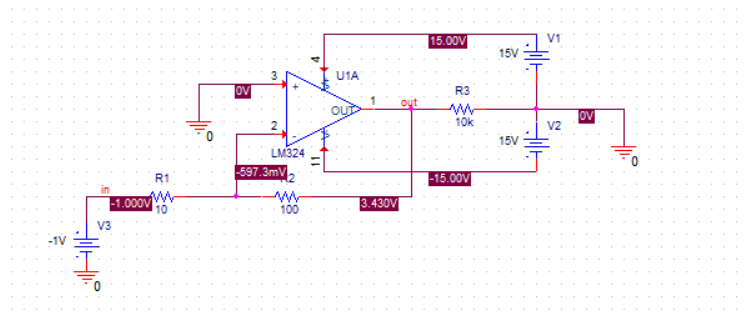 15.00V
V1
15V
4
3
U1A
+
V+
0V
R3
1
out
OUT
10k
0V
0
2
-
V-
V2
15V
LM324
11
0
-597.3mV
-15.00V
R1
2
in
-1.000V
10
100
3.430V
V3
-1V
0